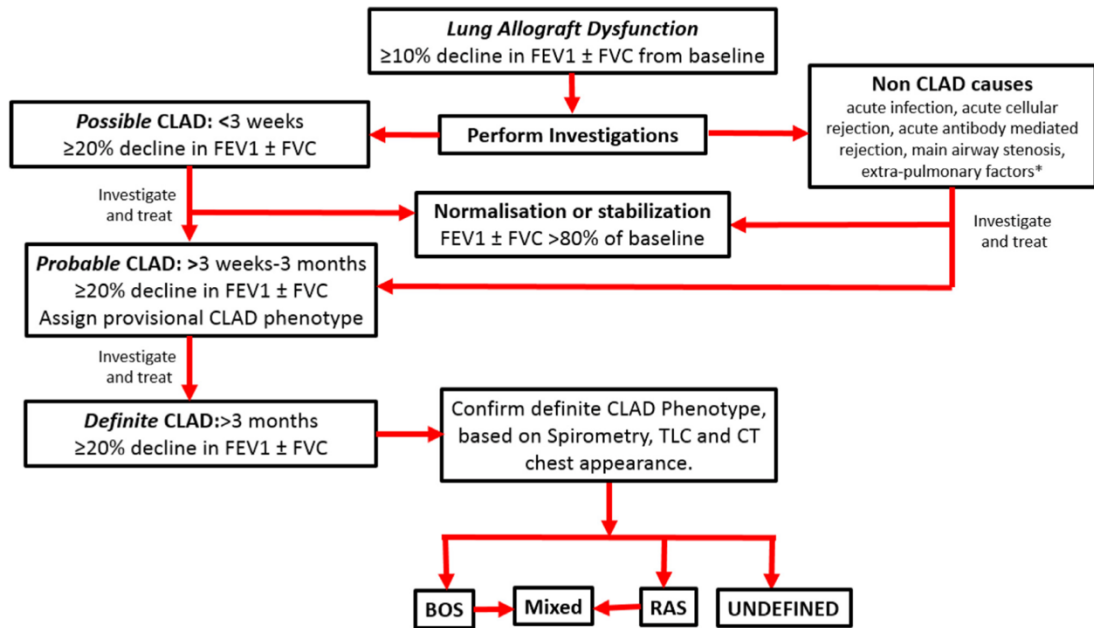 Lung Allograft Dysfunction
≥10% decline in FEV1 ± FVC from baseline
Possible CLAD: <3 weeks
≥20% decline in FEV1 ± FVC
Perform Investigations
Non CLAD causes
acute infection, acute cellular
rejection, acute antibody mediated
rejection, main airway stenosis,
extra-pulmonary factors*
Investigate
and treat
Normalisation or stabilization
FEV1 ± FVC >80% of baseline
Investigate
and treat
Probable CLAD: >3 weeks-3 months
≥20% decline in FEV1 ± FVC
Assign provisional CLAD phenotype
Investigate
and treat
Definite CLAD:>3 months
≥20% decline in FEV1 ± FVC
Confirm definite CLAD Phenotype,
based on Spirometry, TLC and CT
chest appearance.
BOS
Mixed
RAS
UNDEFINED